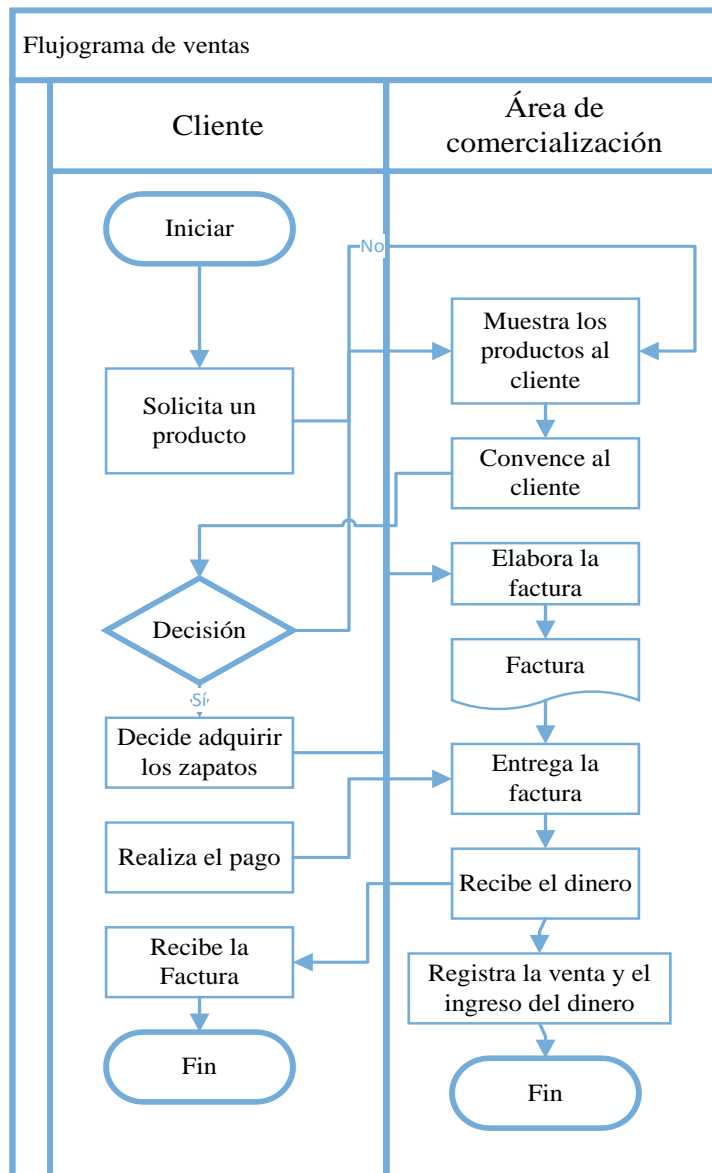 Flujograma de ventas
Cliente
Área de
comercialización
Iniciar
No
Muestra los
productos al
cliente
Solicita un
producto
Convence al
cliente
Elabora la
factura
Decisión
Factura
Sí
Decide adquirir
los zapatos
Entrega la
factura
Realiza el pago
Recibe el dinero
Recibe la
Factura
Registra la venta y el
ingreso del dinero
Fin
Fin